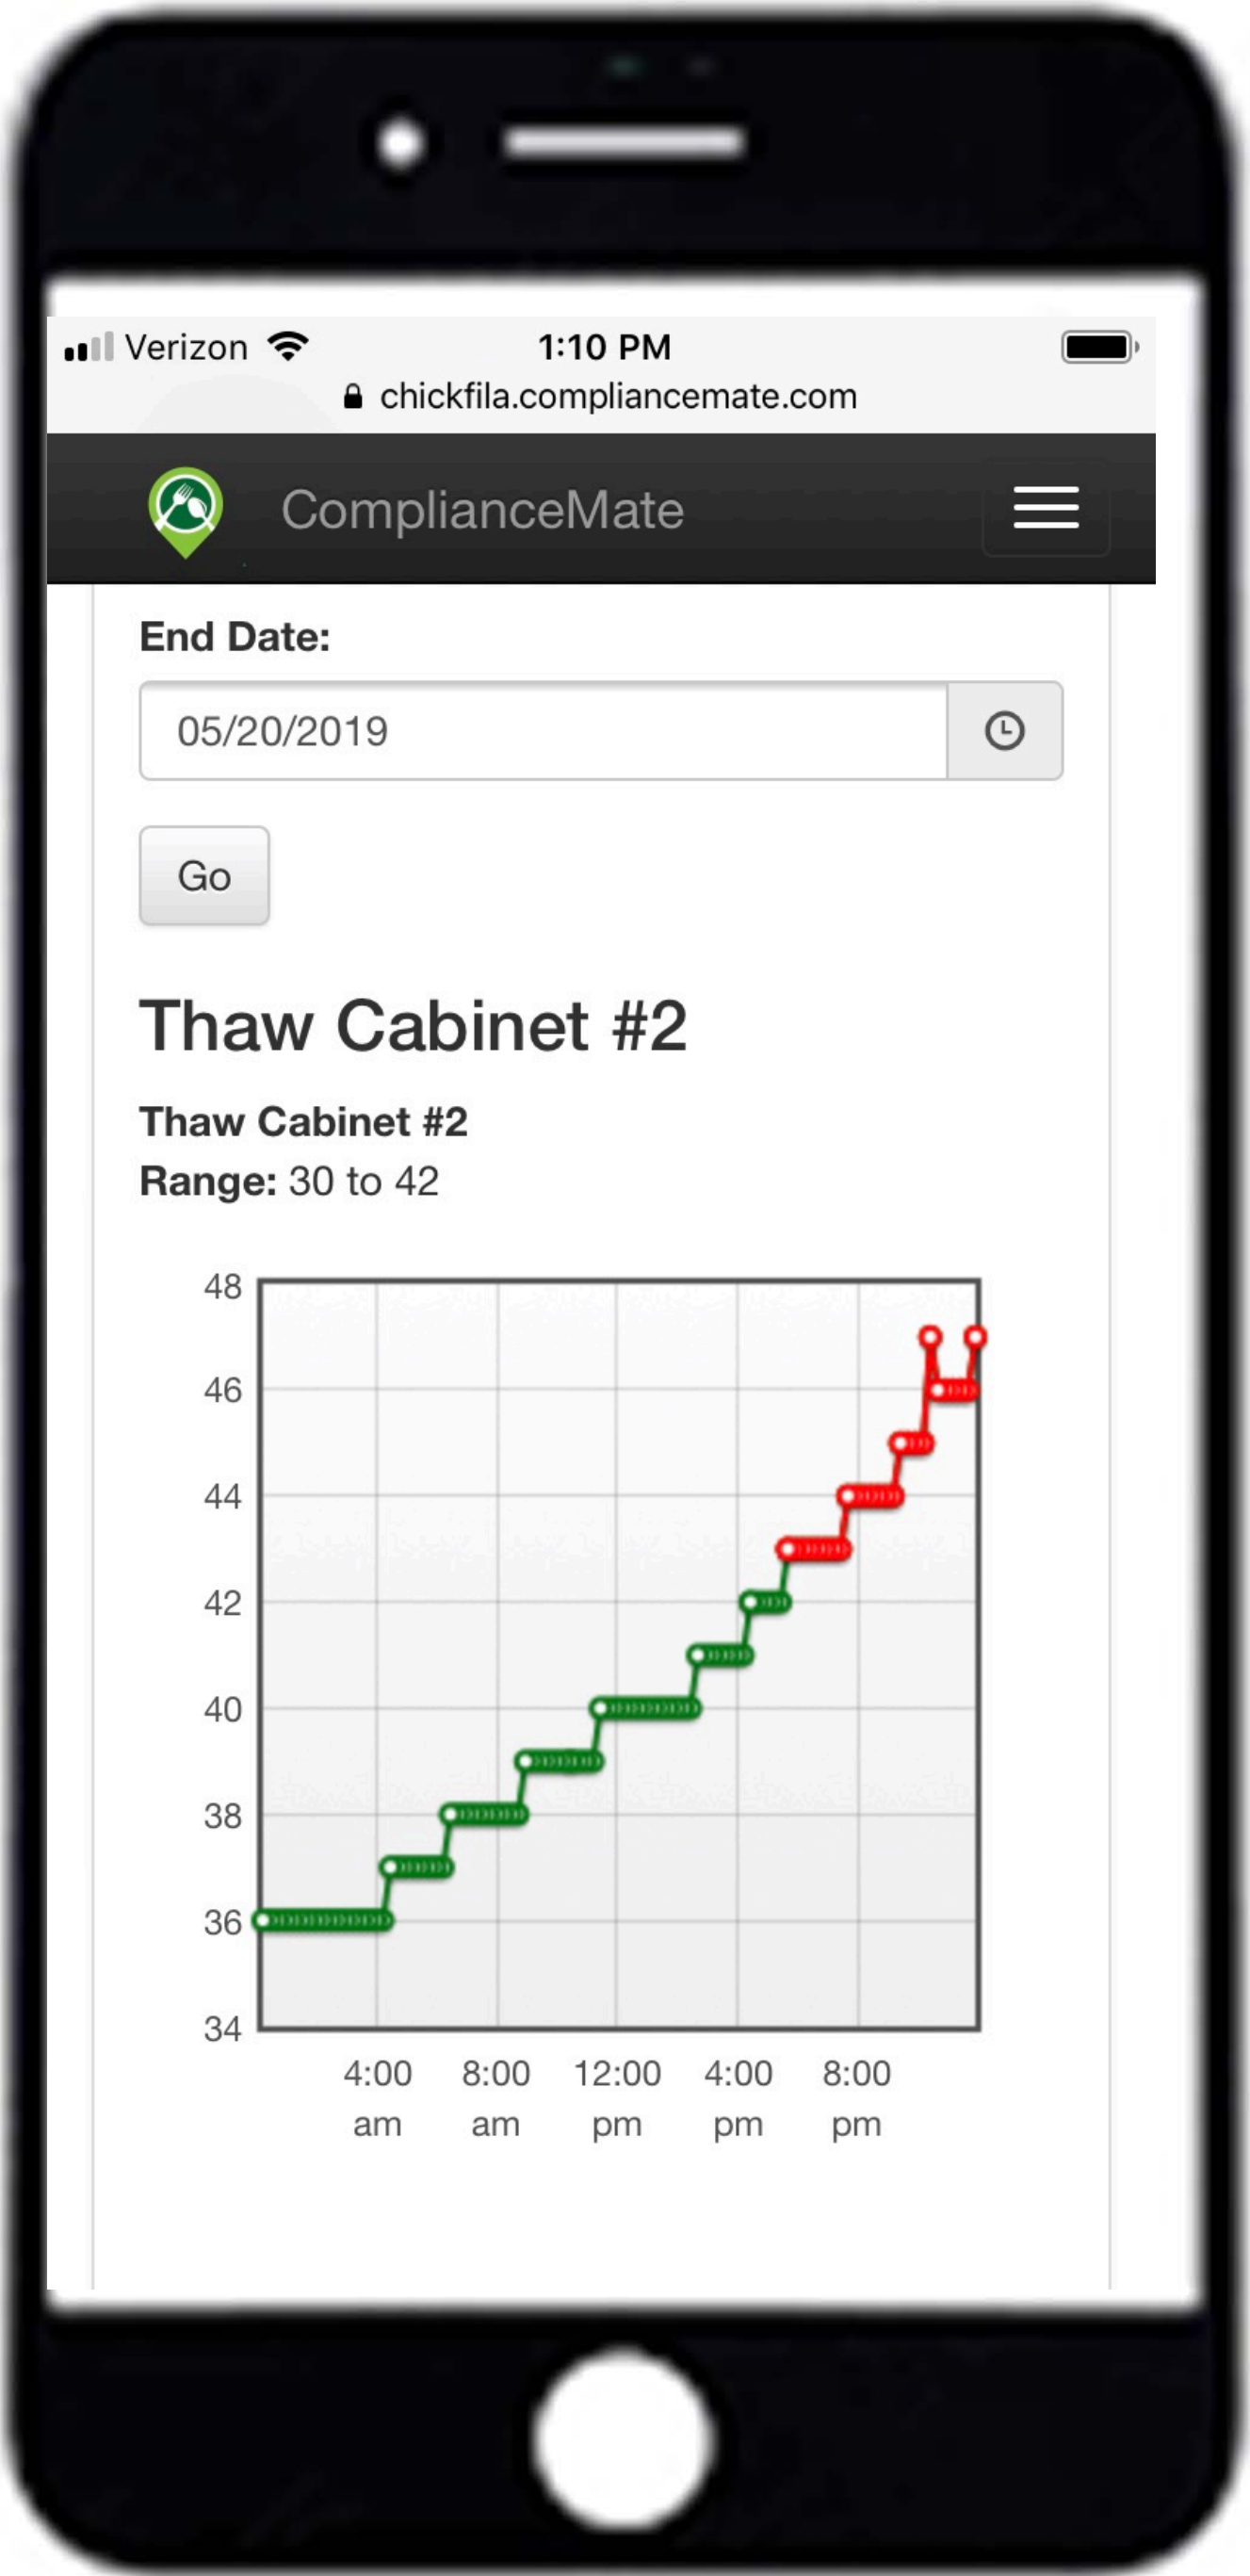 Verizon 1:10 PM
chickfila.compliancemate.com
ComplianceMate
End Date:
05/20/2019
Go
Thaw Cabinet #2
Thaw Cabinet #2
Range: 30 to 42
48
46
44
42
40
38
36
34
4:00 8:00 12:00 4:00 8:00
am am pm pm pm